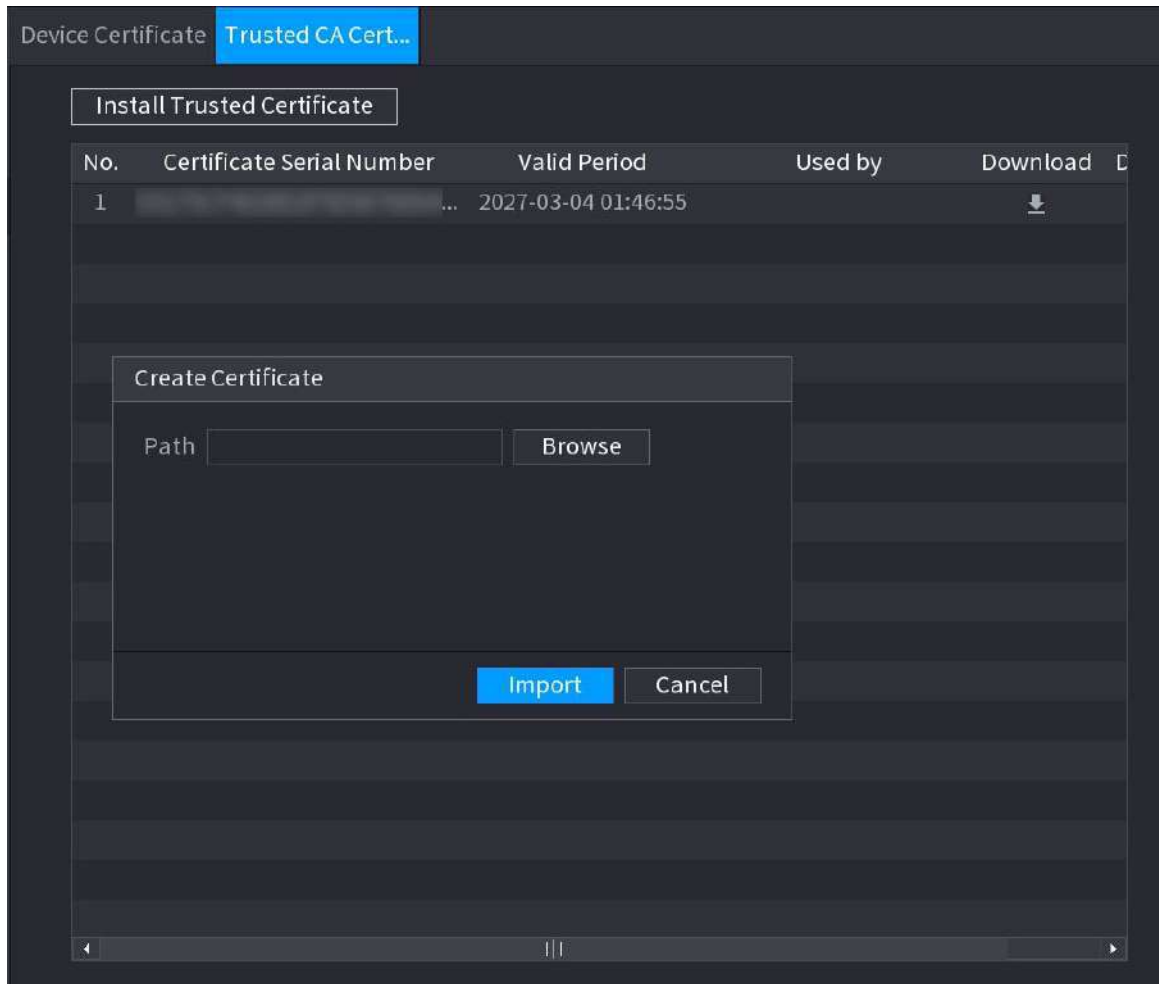 Device Certificate Trusted CA Cert...
Install Trusted Certificate
No. Certificate Serial Number Valid Period Used by Download D
1 ... 2027-03-04 01:46:55
Create Certificate
Path Browse
Import Cancel